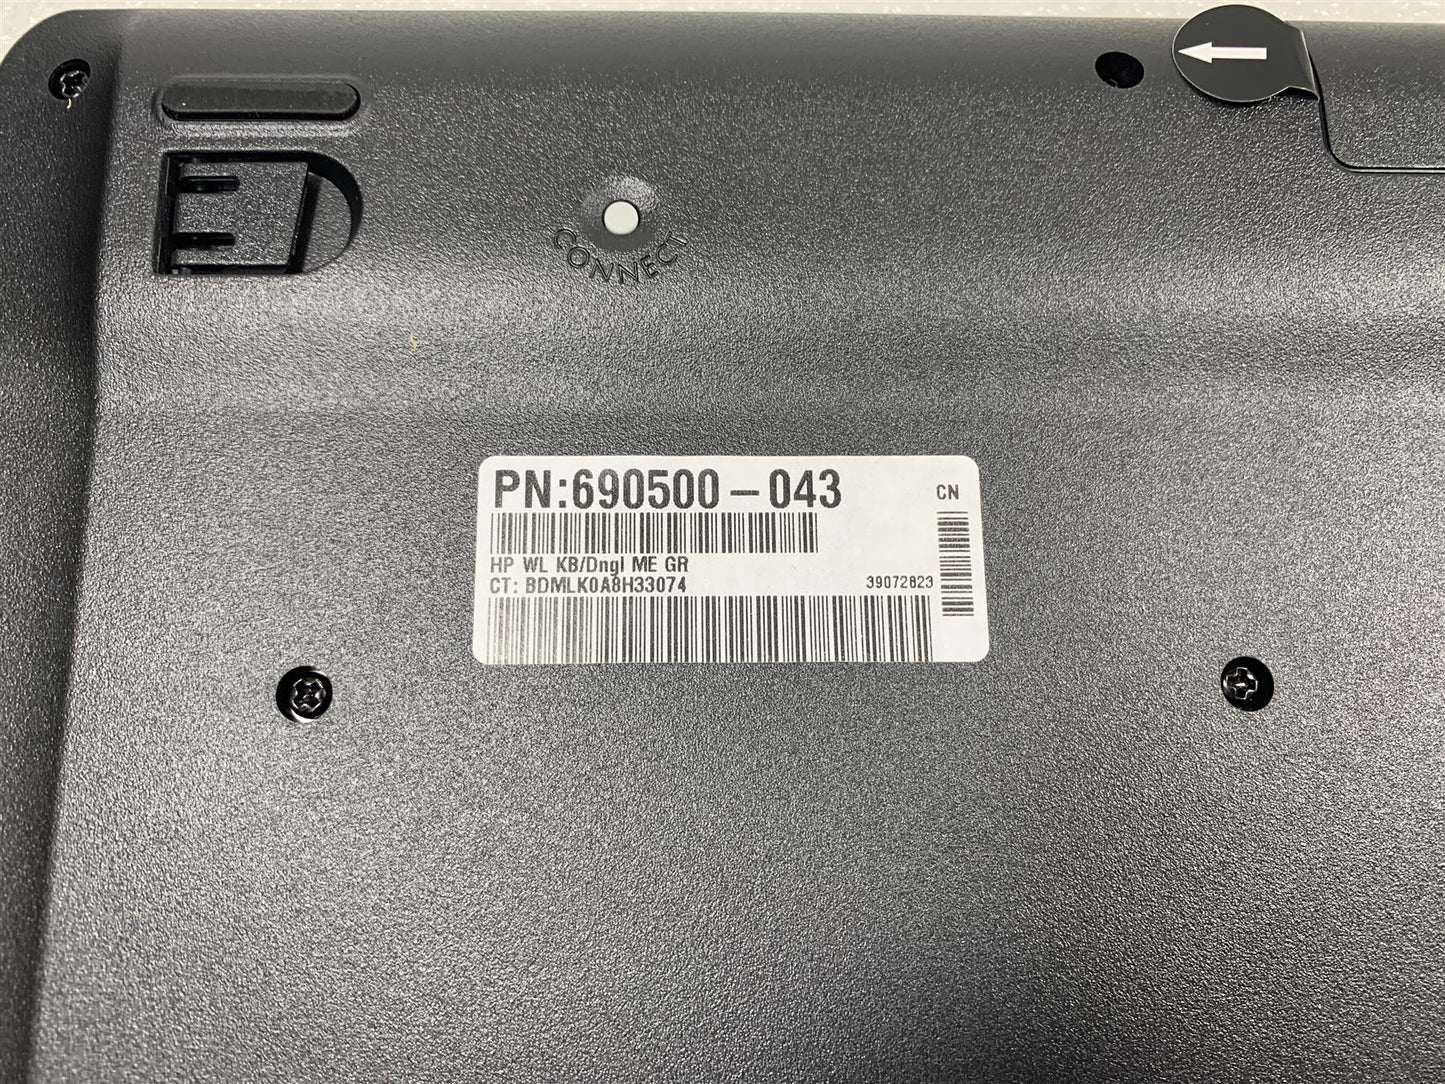 CONNECT
PN:690500-043
CN
HP WL KB/Dngl ME GR
CT: BDMLK0A8H33074
39072823